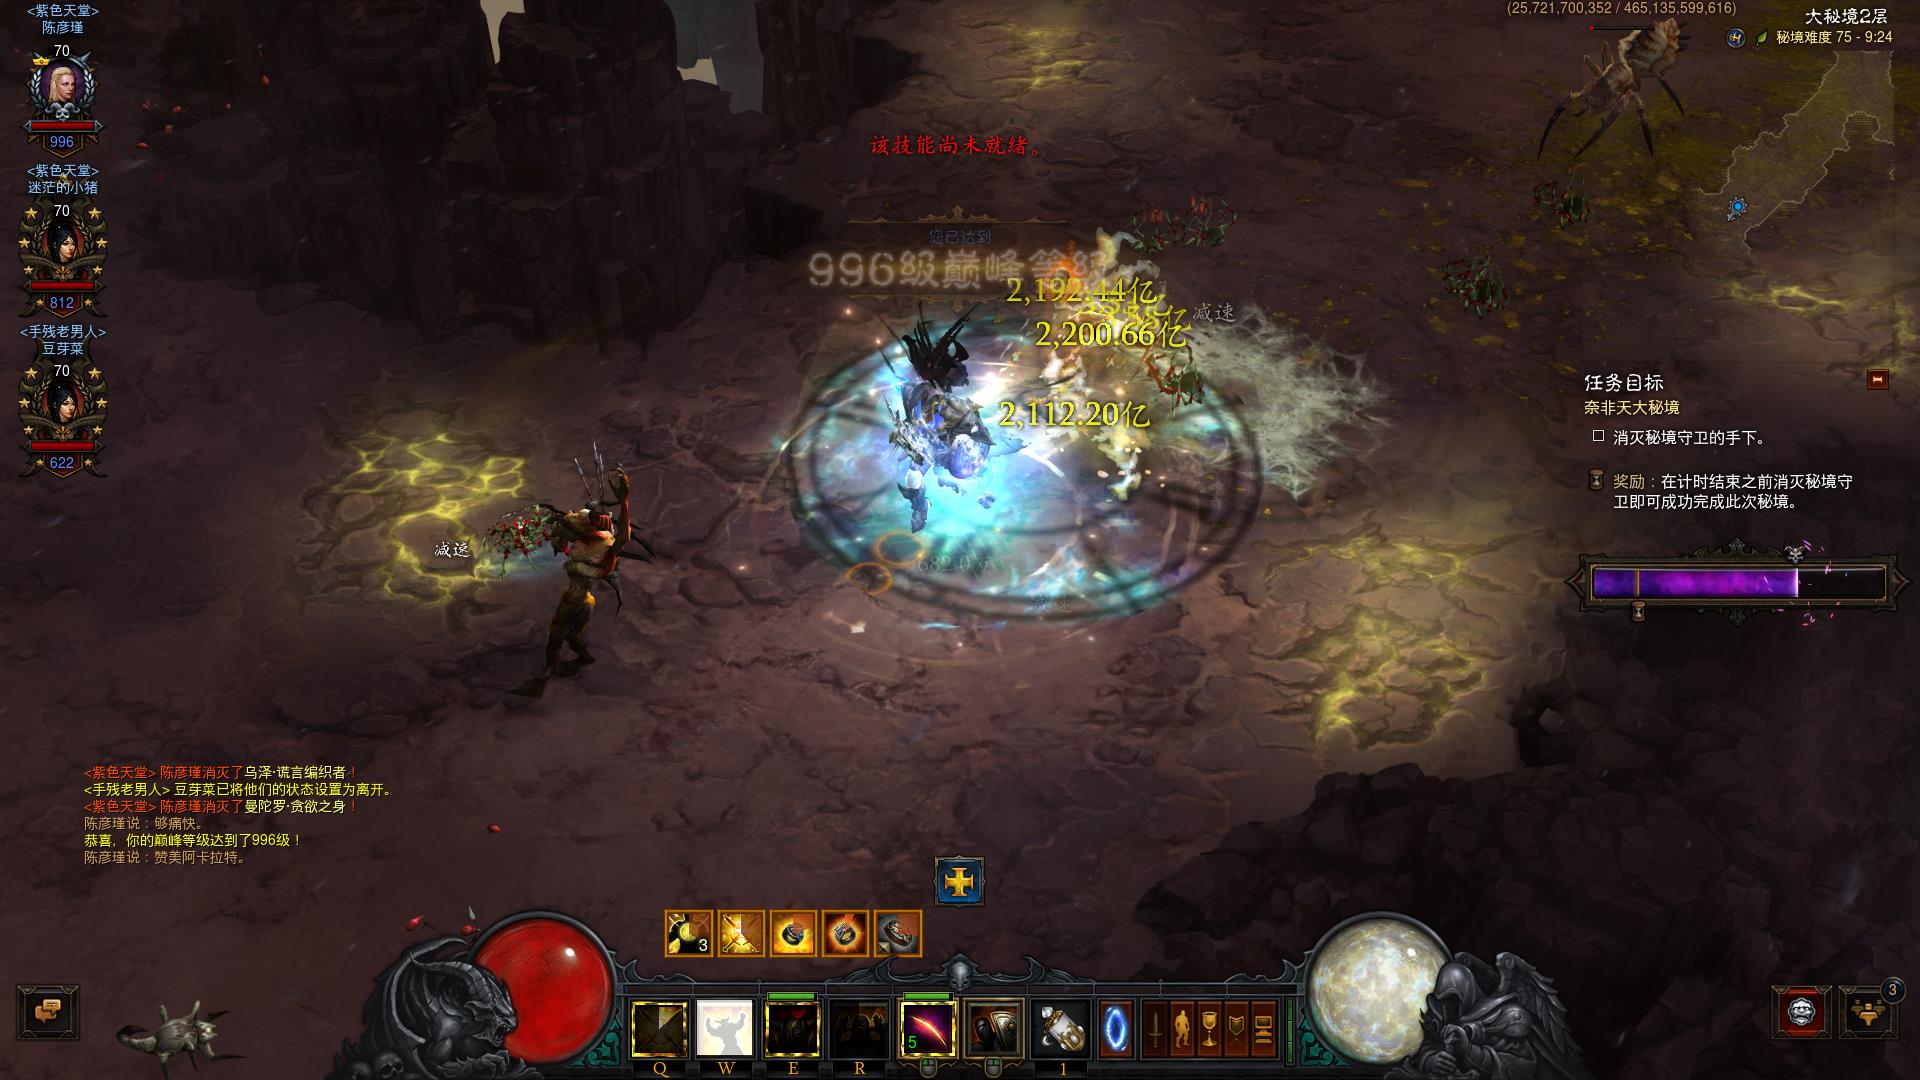 <紫色天堂>
陈彦瑾
70
996
<紫色天堂>
迷茫的小猪
70
812
<手残老男人>
豆芽菜
70
622
(25,721,700,352 / 465,135,599,616)
大秘境2层
秘境难度 75 - 9:24
该技能尚未就绪。
您已达到
996级巅峰等级
2,192.44亿
减速
2,200.66亿
2,112.20亿
减速
减速
任务目标
奈非天大秘境
消灭秘境守卫的手下。
奖励：在计时结束之前消灭秘境守
卫即可成功完成此次秘境。
<紫色天堂> 陈彦瑾消灭了乌泽·谎言编织者！
<手残老男人> 豆芽菜已将他们的状态设置为离开。
<紫色天堂> 陈彦瑾消灭了曼陀罗·贪欲之身！
陈彦瑾说：够痛快。
恭喜，你的巅峰等级达到了996级！
陈彦瑾说：赞美阿卡拉特。
3
5
Q W E R 1
3